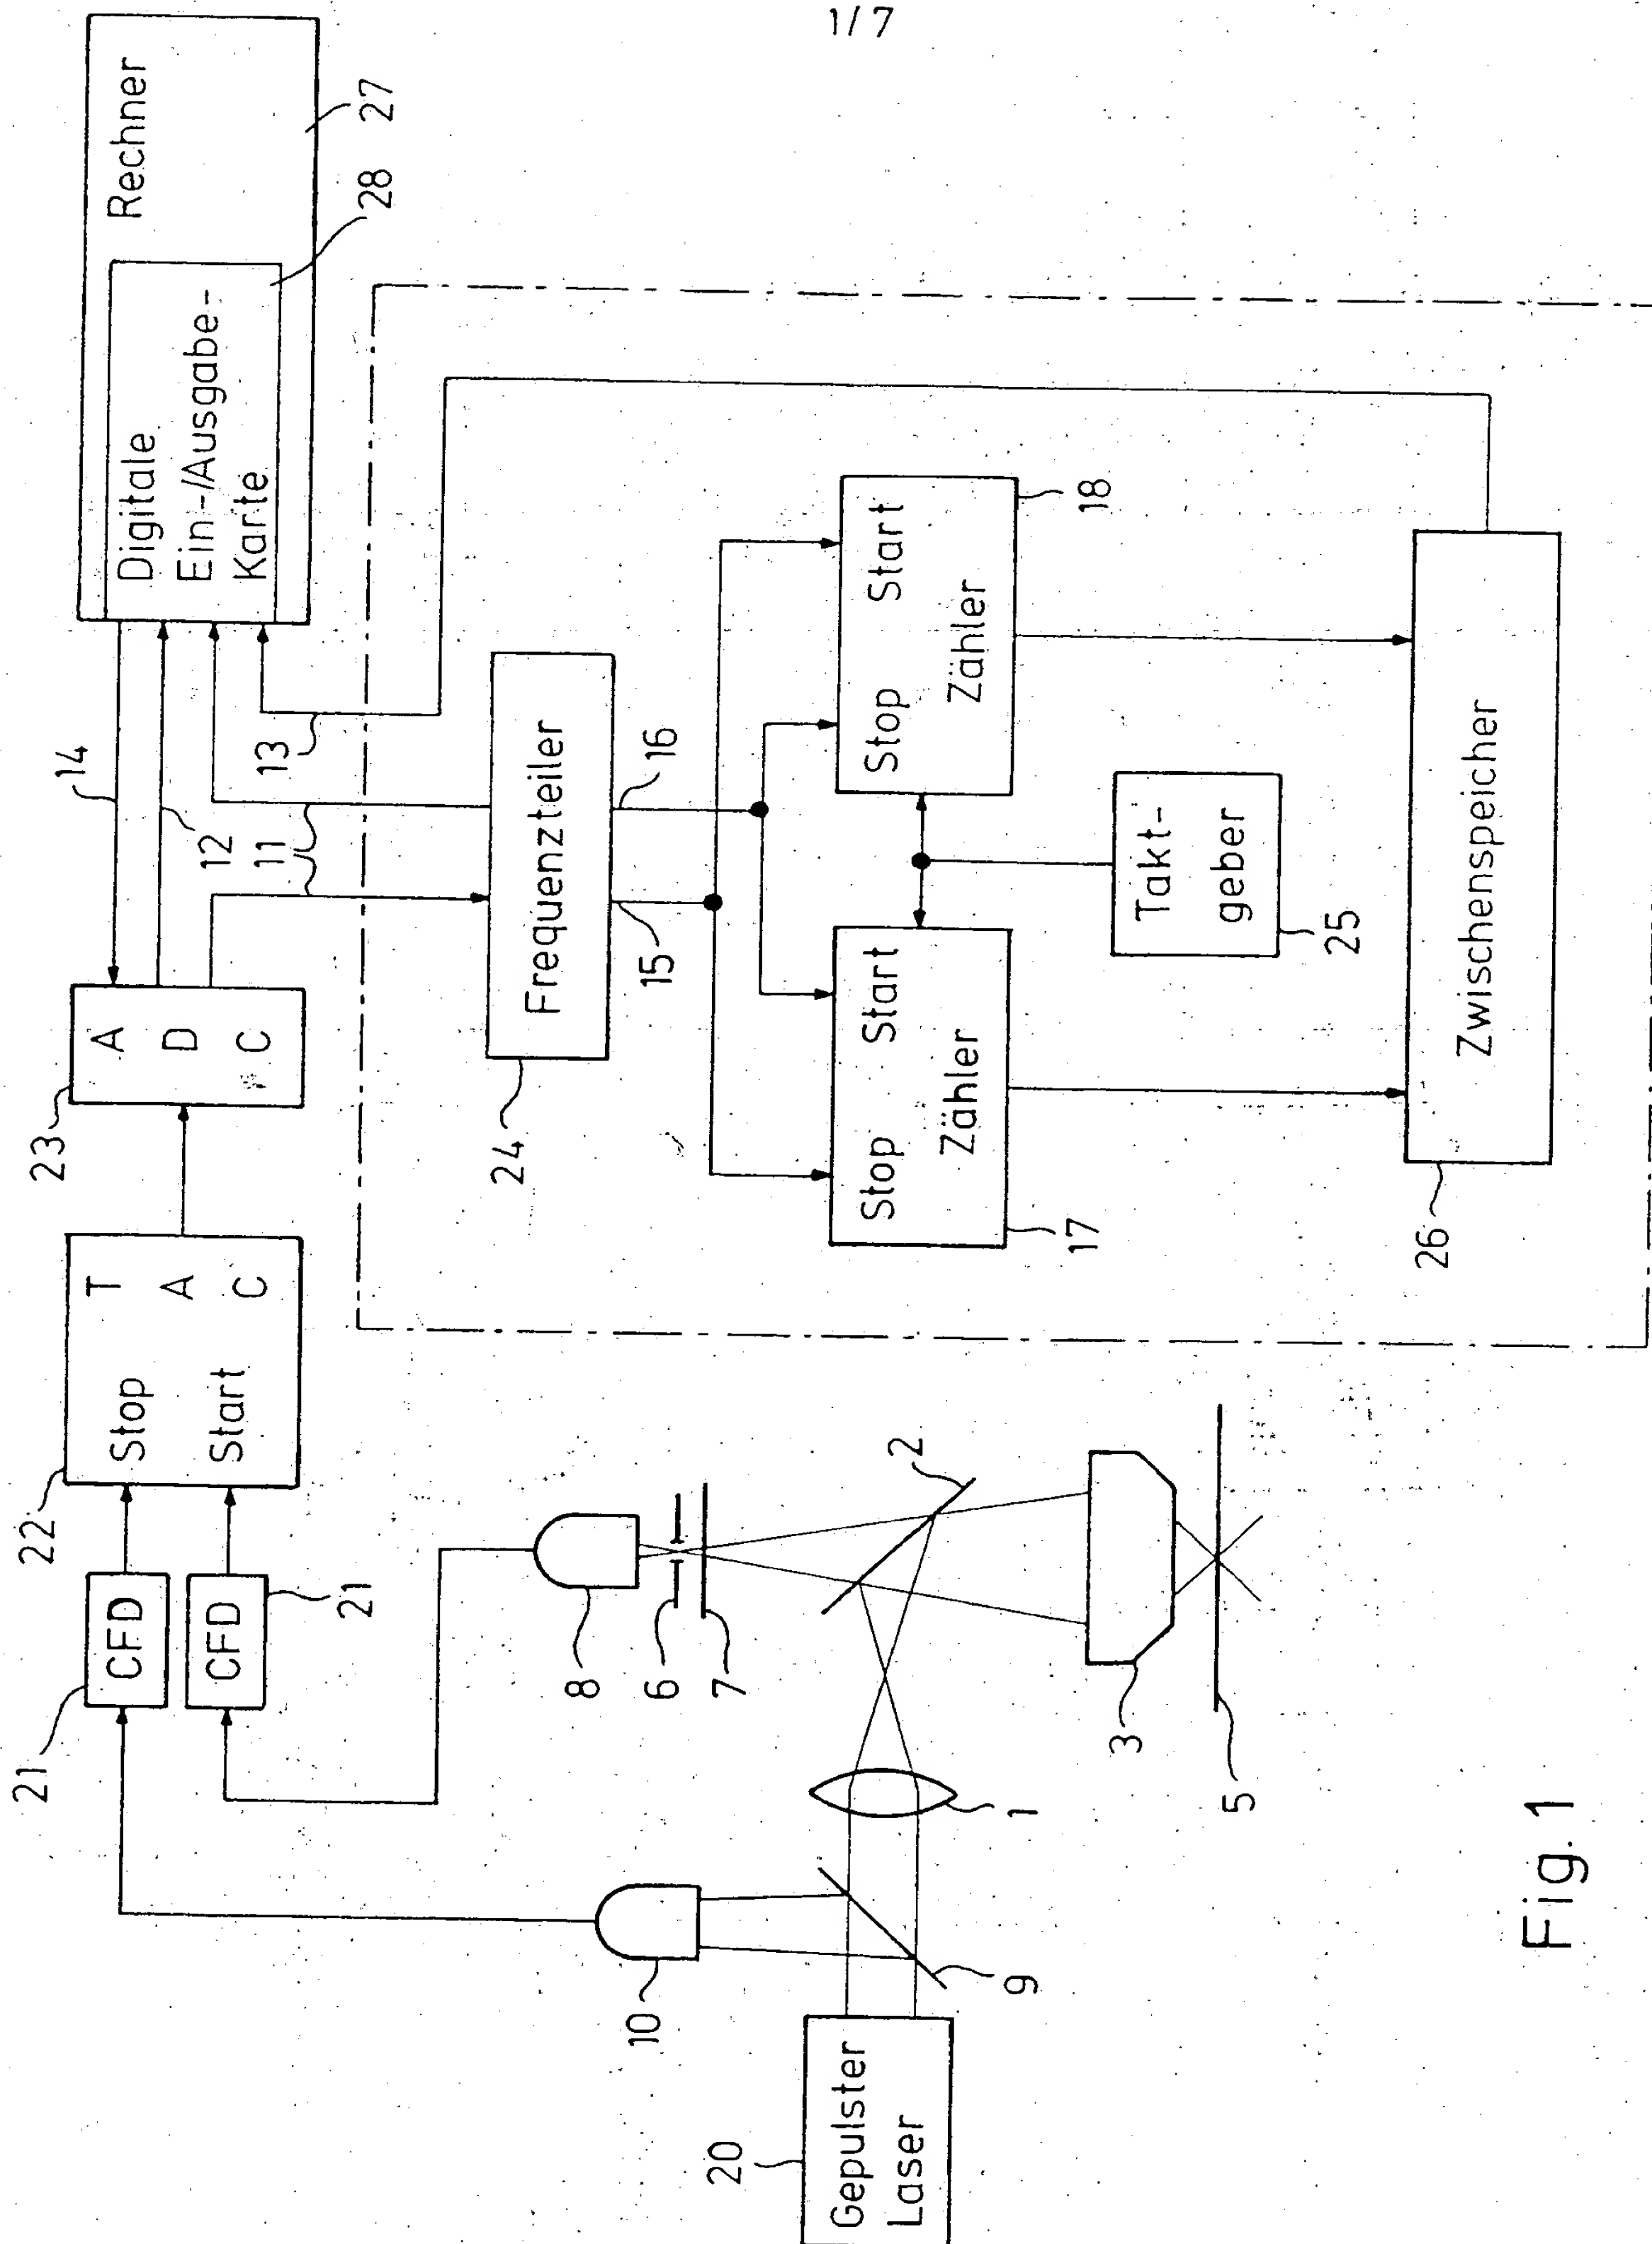 1/7
Rechner
27
Digitale
Ein-/Ausgabe-
Karte
28
14
12
11
13
23
A
D
C
22
Stop
Start
T
A
C
21
CFD
CFD
21
24
Frequenzteiler
15
16
Stop Start
Zähler
17
Stop Start
Zähler
18
Takt-
geber
25
Zwischenspeicher
26
8
6
7
2
3
5
1
10
9
20
Gepulster
Laser
Fig. 1